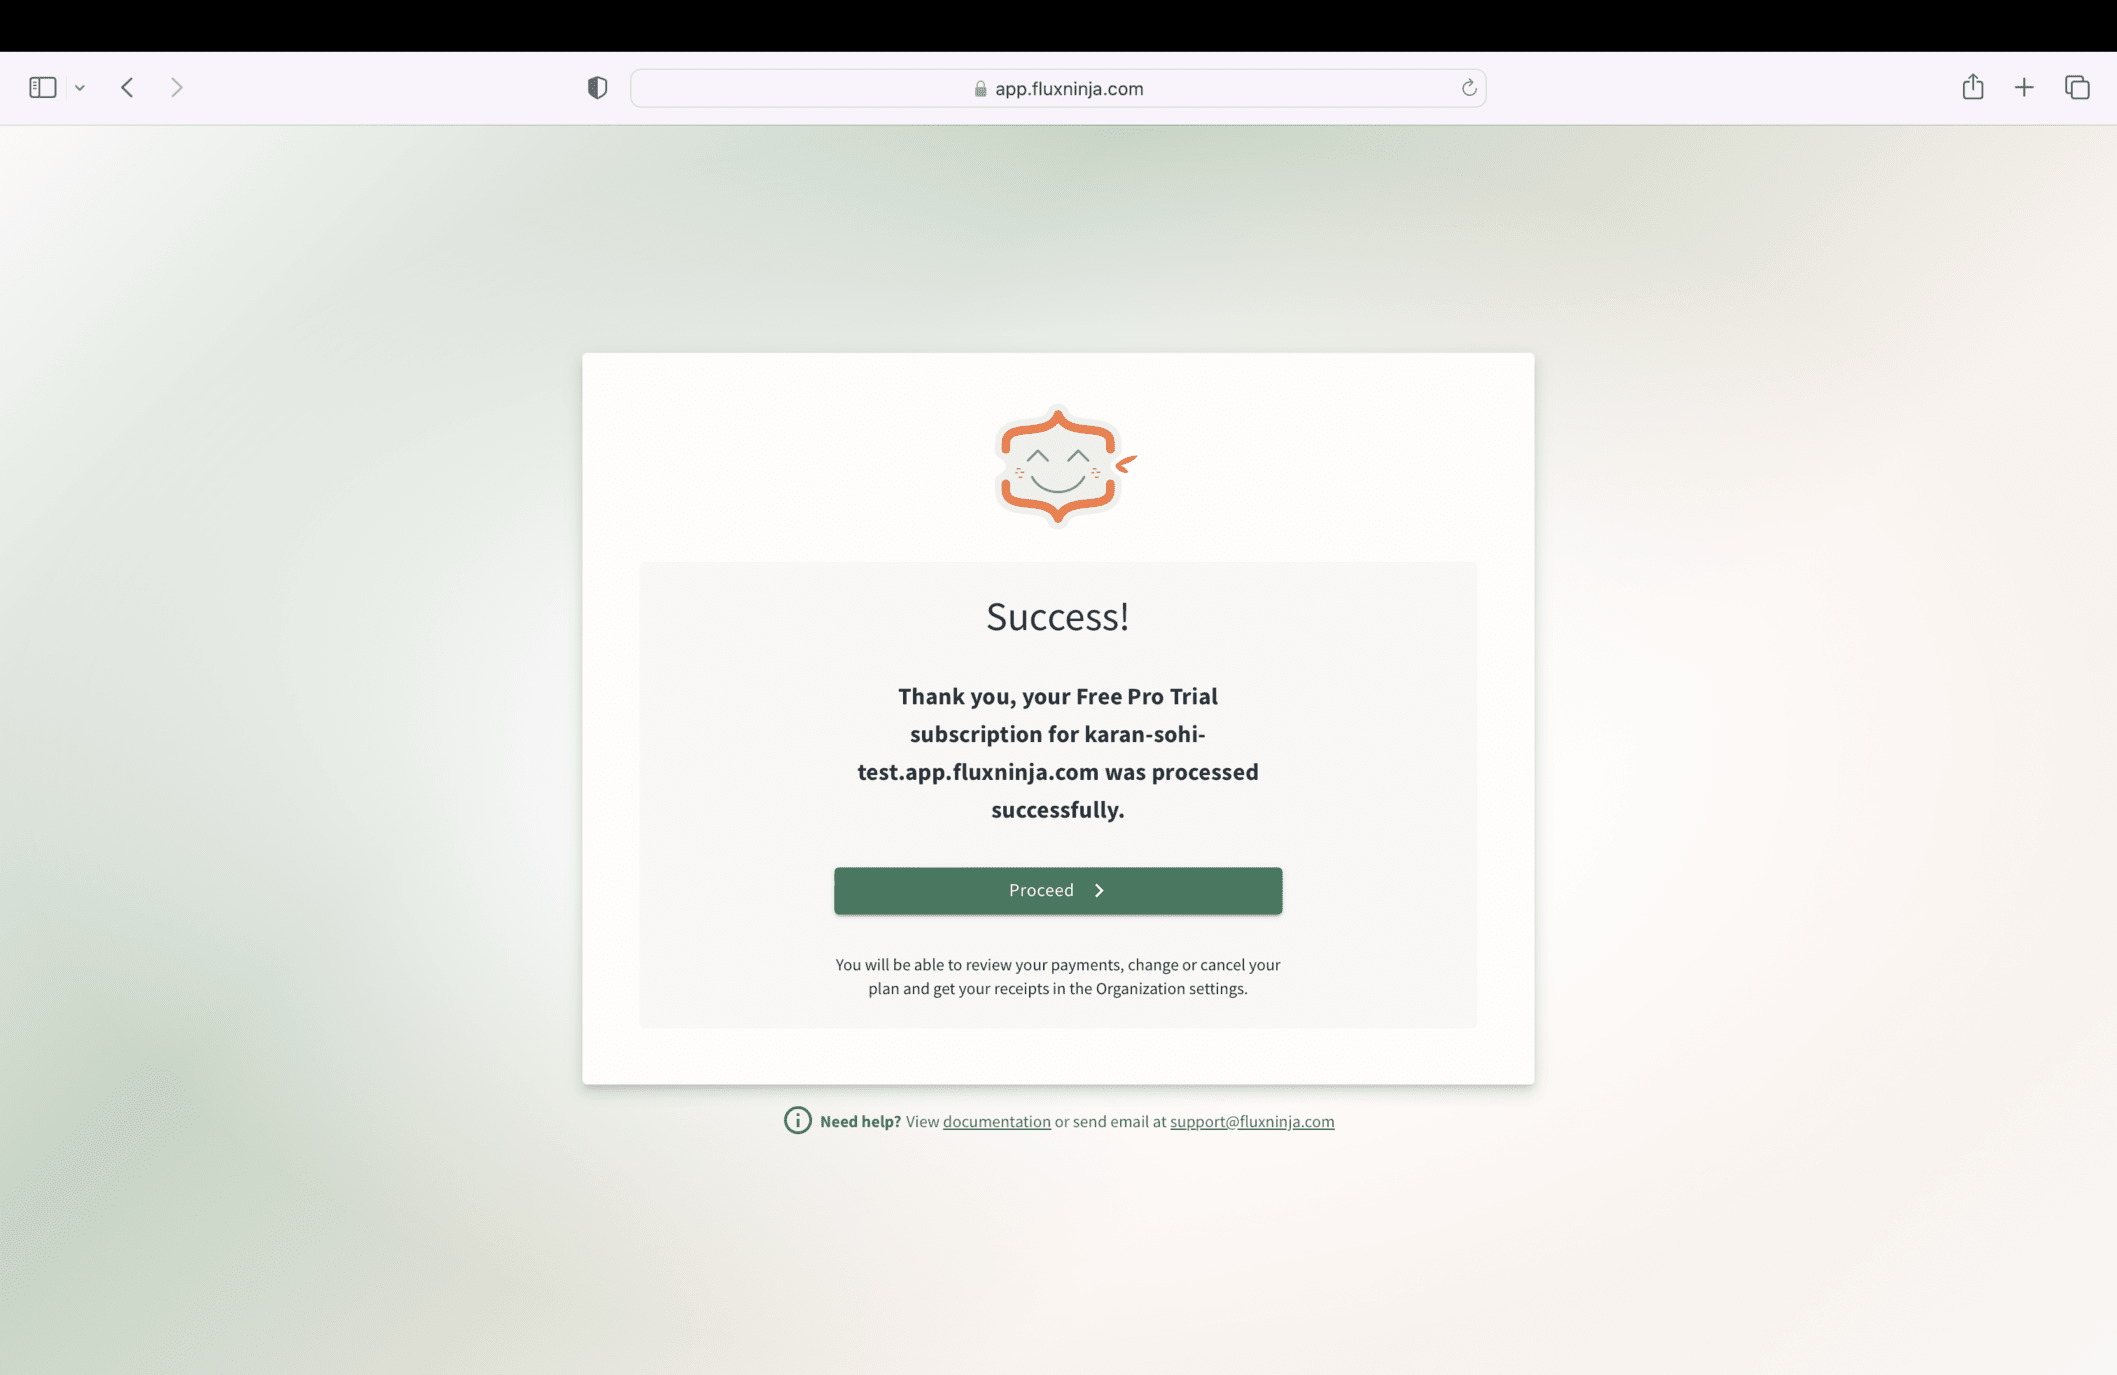 app.fluxninja.com
Success!
Thank you, your Free Pro Trial
subscription for karan-sohi-
test.app.fluxninja.com was processed
successfully.
Proceed
You will be able to review your payments, change or cancel your
plan and get your receipts in the Organization settings.
Need help? View documentation or send email at support@fluxninja.com